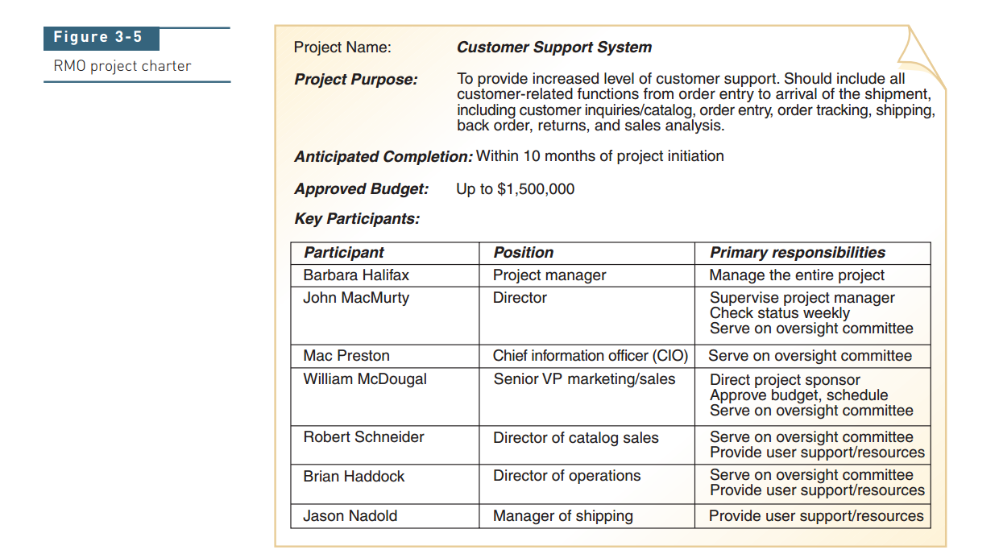 Figure 3-5
RMO project charter
Project Name: Customer Support System
Project Purpose: To provide increased level of customer support. Should include all
customer-related functions from order entry to arrival of the shipment,
including customer inquiries/catalog, order entry, order tracking, shipping,
back order, returns, and sales analysis.
Anticipated Completion: Within 10 months of project initiation
Approved Budget: Up to $1,500,000
Key Participants:
Participant Position Primary responsibilities
Barbara Halifax Project manager Manage the entire project
John MacMurty Director Supervise project manager
Check status weekly
Serve on oversight committee
Mac Preston Chief information officer (CIO) Serve on oversight committee
William McDougal Senior VP marketing/sales Direct project sponsor
Approve budget, schedule
Serve on oversight committee
Robert Schneider Director of catalog sales Serve on oversight committee
Provide user support/resources
Brian Haddock Director of operations Serve on oversight committee
Provide user support/resources
Jason Nadold Manager of shipping Provide user support/resources